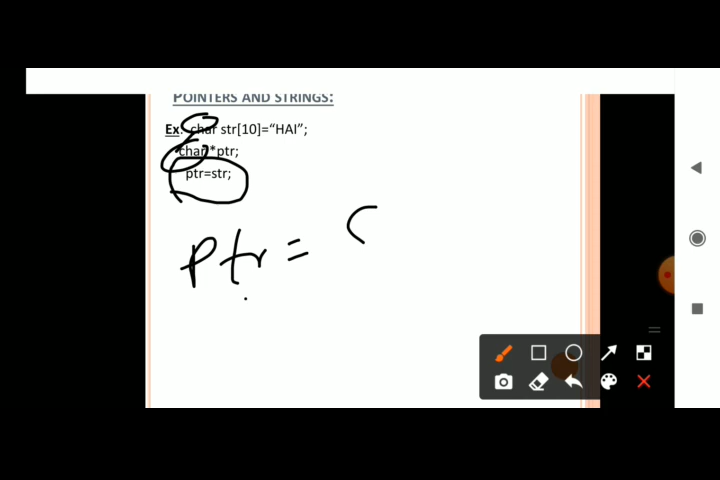 POINTERS AND STRINGS:
Ex: char str[10]=“HAI”;
char *ptr;
ptr=str;
ptr =